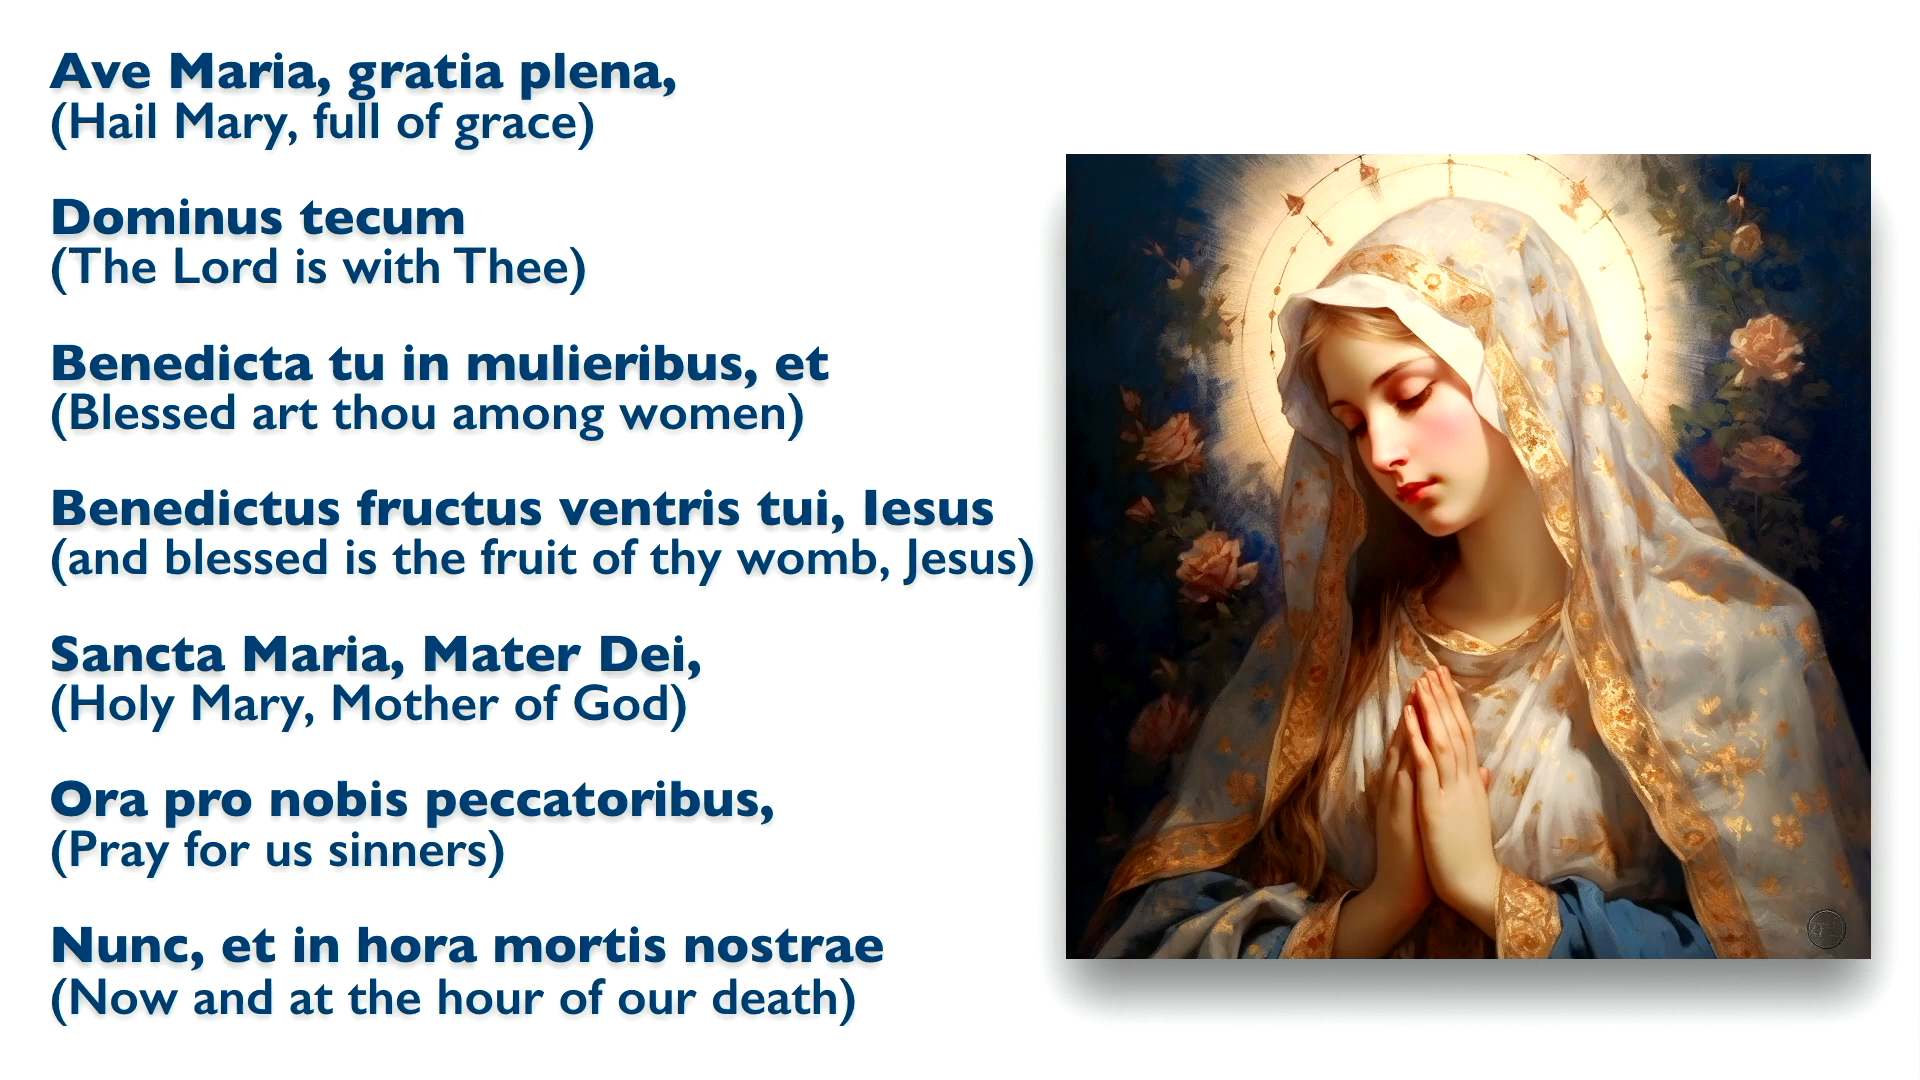 Ave Maria, gratia plena,
(Hail Mary, full of grace)
Dominus tecum
(The Lord is with Thee)
Benedicta tu in mulieribus, et
(Blessed art thou among women)
Benedictus fructus ventris tui, Iesus
(and blessed is the fruit of thy womb, Jesus)
Sancta Maria, Mater Dei,
(Holy Mary, Mother of God)
Ora pro nobis peccatoribus,
(Pray for us sinners)
Nunc, et in hora mortis nostrae
(Now and at the hour of our death)